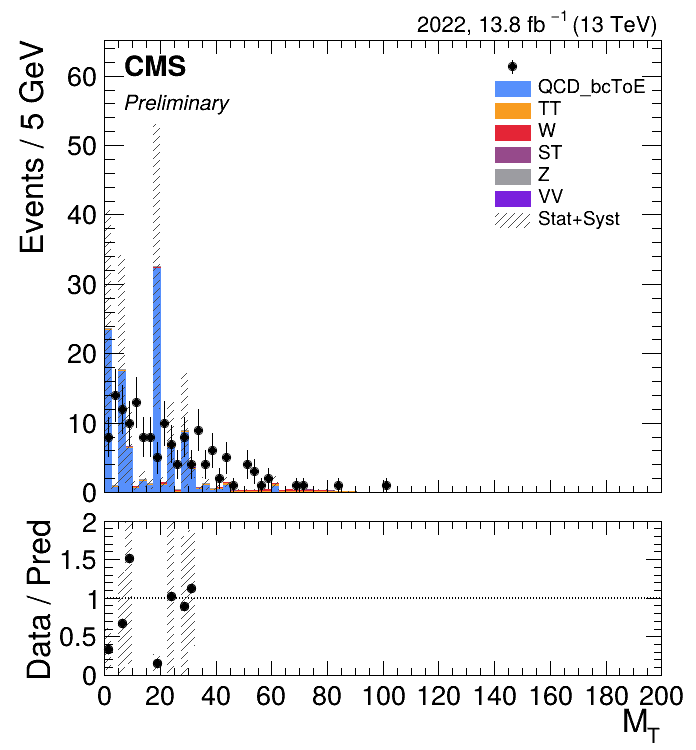 2022, 13.8 fb⁻¹ (13 TeV)
CMS
Preliminary
QCD_bcToE
TT
W
ST
Z
VV
Stat+Syst
Events / 5 GeV
60
50
40
30
20
10
0
Data / Pred
2
1.5
1
0.5
0
0 20 40 60 80 100 120 140 160 180 200
M_T